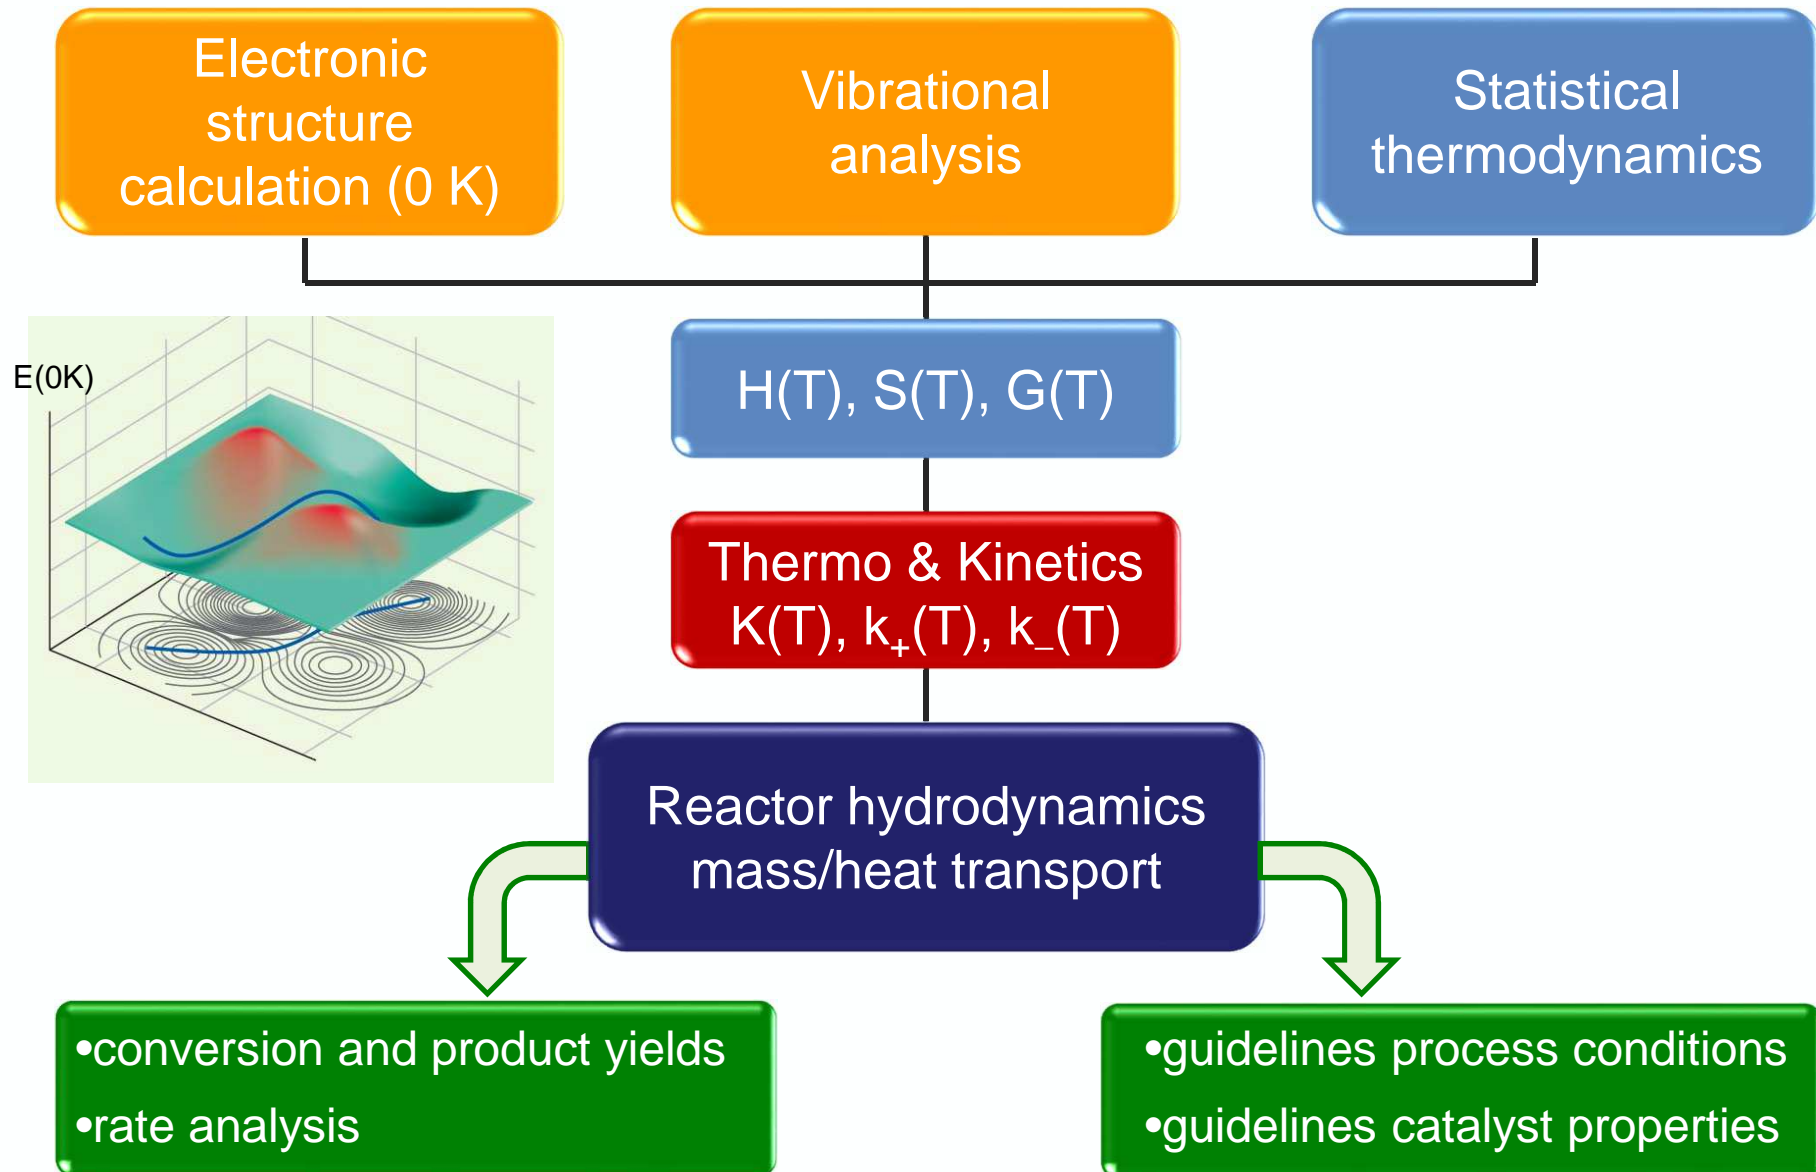 Electronic
structure
calculation (0 K)
Vibrational
analysis
Statistical
thermodynamics
E(0K)
H(T), S(T), G(T)
Thermo & Kinetics
K(T), k₊(T), k₋(T)
Reactor hydrodynamics
mass/heat transport
•conversion and product yields
•rate analysis
•guidelines process conditions
•guidelines catalyst properties